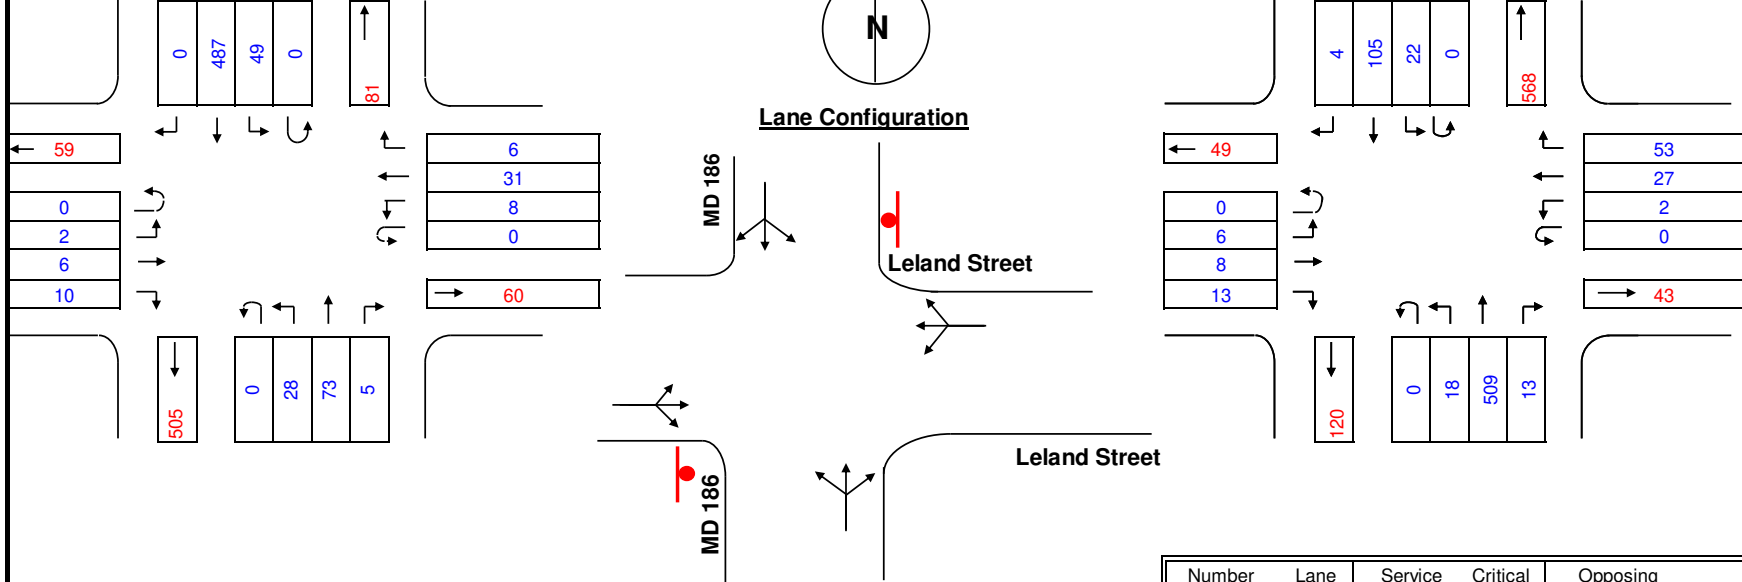 0 487 49 0
81
N
4 105 22 0
568
Lane Configuration
59
6
31
8
0
0
2
6
10
60
MD 186
Leland Street
49
53
27
2
0
0
6
8
13
43
505
0 28 73 5
MD 186
Leland Street
120
0 18 509 13
Number Lane Service Critical Opposing